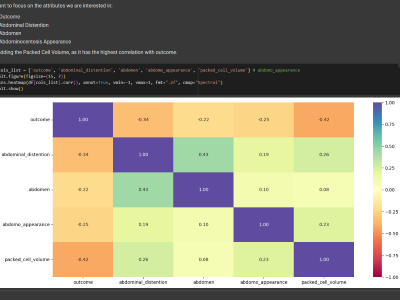 nt to focus on the attributes we are interested in:
Outcome
Abdominal Distention
Abdomen
Abdominocentesis Appearance
dding the Packed Cell Volume, as it has the highest correlation with outcome.
ols_list = ['outcome', 'abdominal_distention', 'abdomen', 'abdomo_appearance', 'packed_cell_volume'] # abdomo_appearance
lt.figure(figsize=(15, 7))
ns.heatmap(df[cols_list].corr(), annot=True, vmin=-1, vmax=1, fmt=".2f", cmap="Spectral")
lt.show()
outcome 1.00 -0.34 -0.22 -0.25 -0.42
abdominal_distention -0.34 1.00 0.43 0.19 0.26
abdomen -0.22 0.43 1.00 0.10 0.08
abdomo_appearance -0.25 0.19 0.10 1.00 0.23
packed_cell_volume -0.42 0.26 0.08 0.23 1.00
outcome abdominal_distention abdomen abdomo_appearance packed_cell_volume
1.00
0.75
0.50
0.25
0.00
-0.25
-0.50
-0.75
-1.00